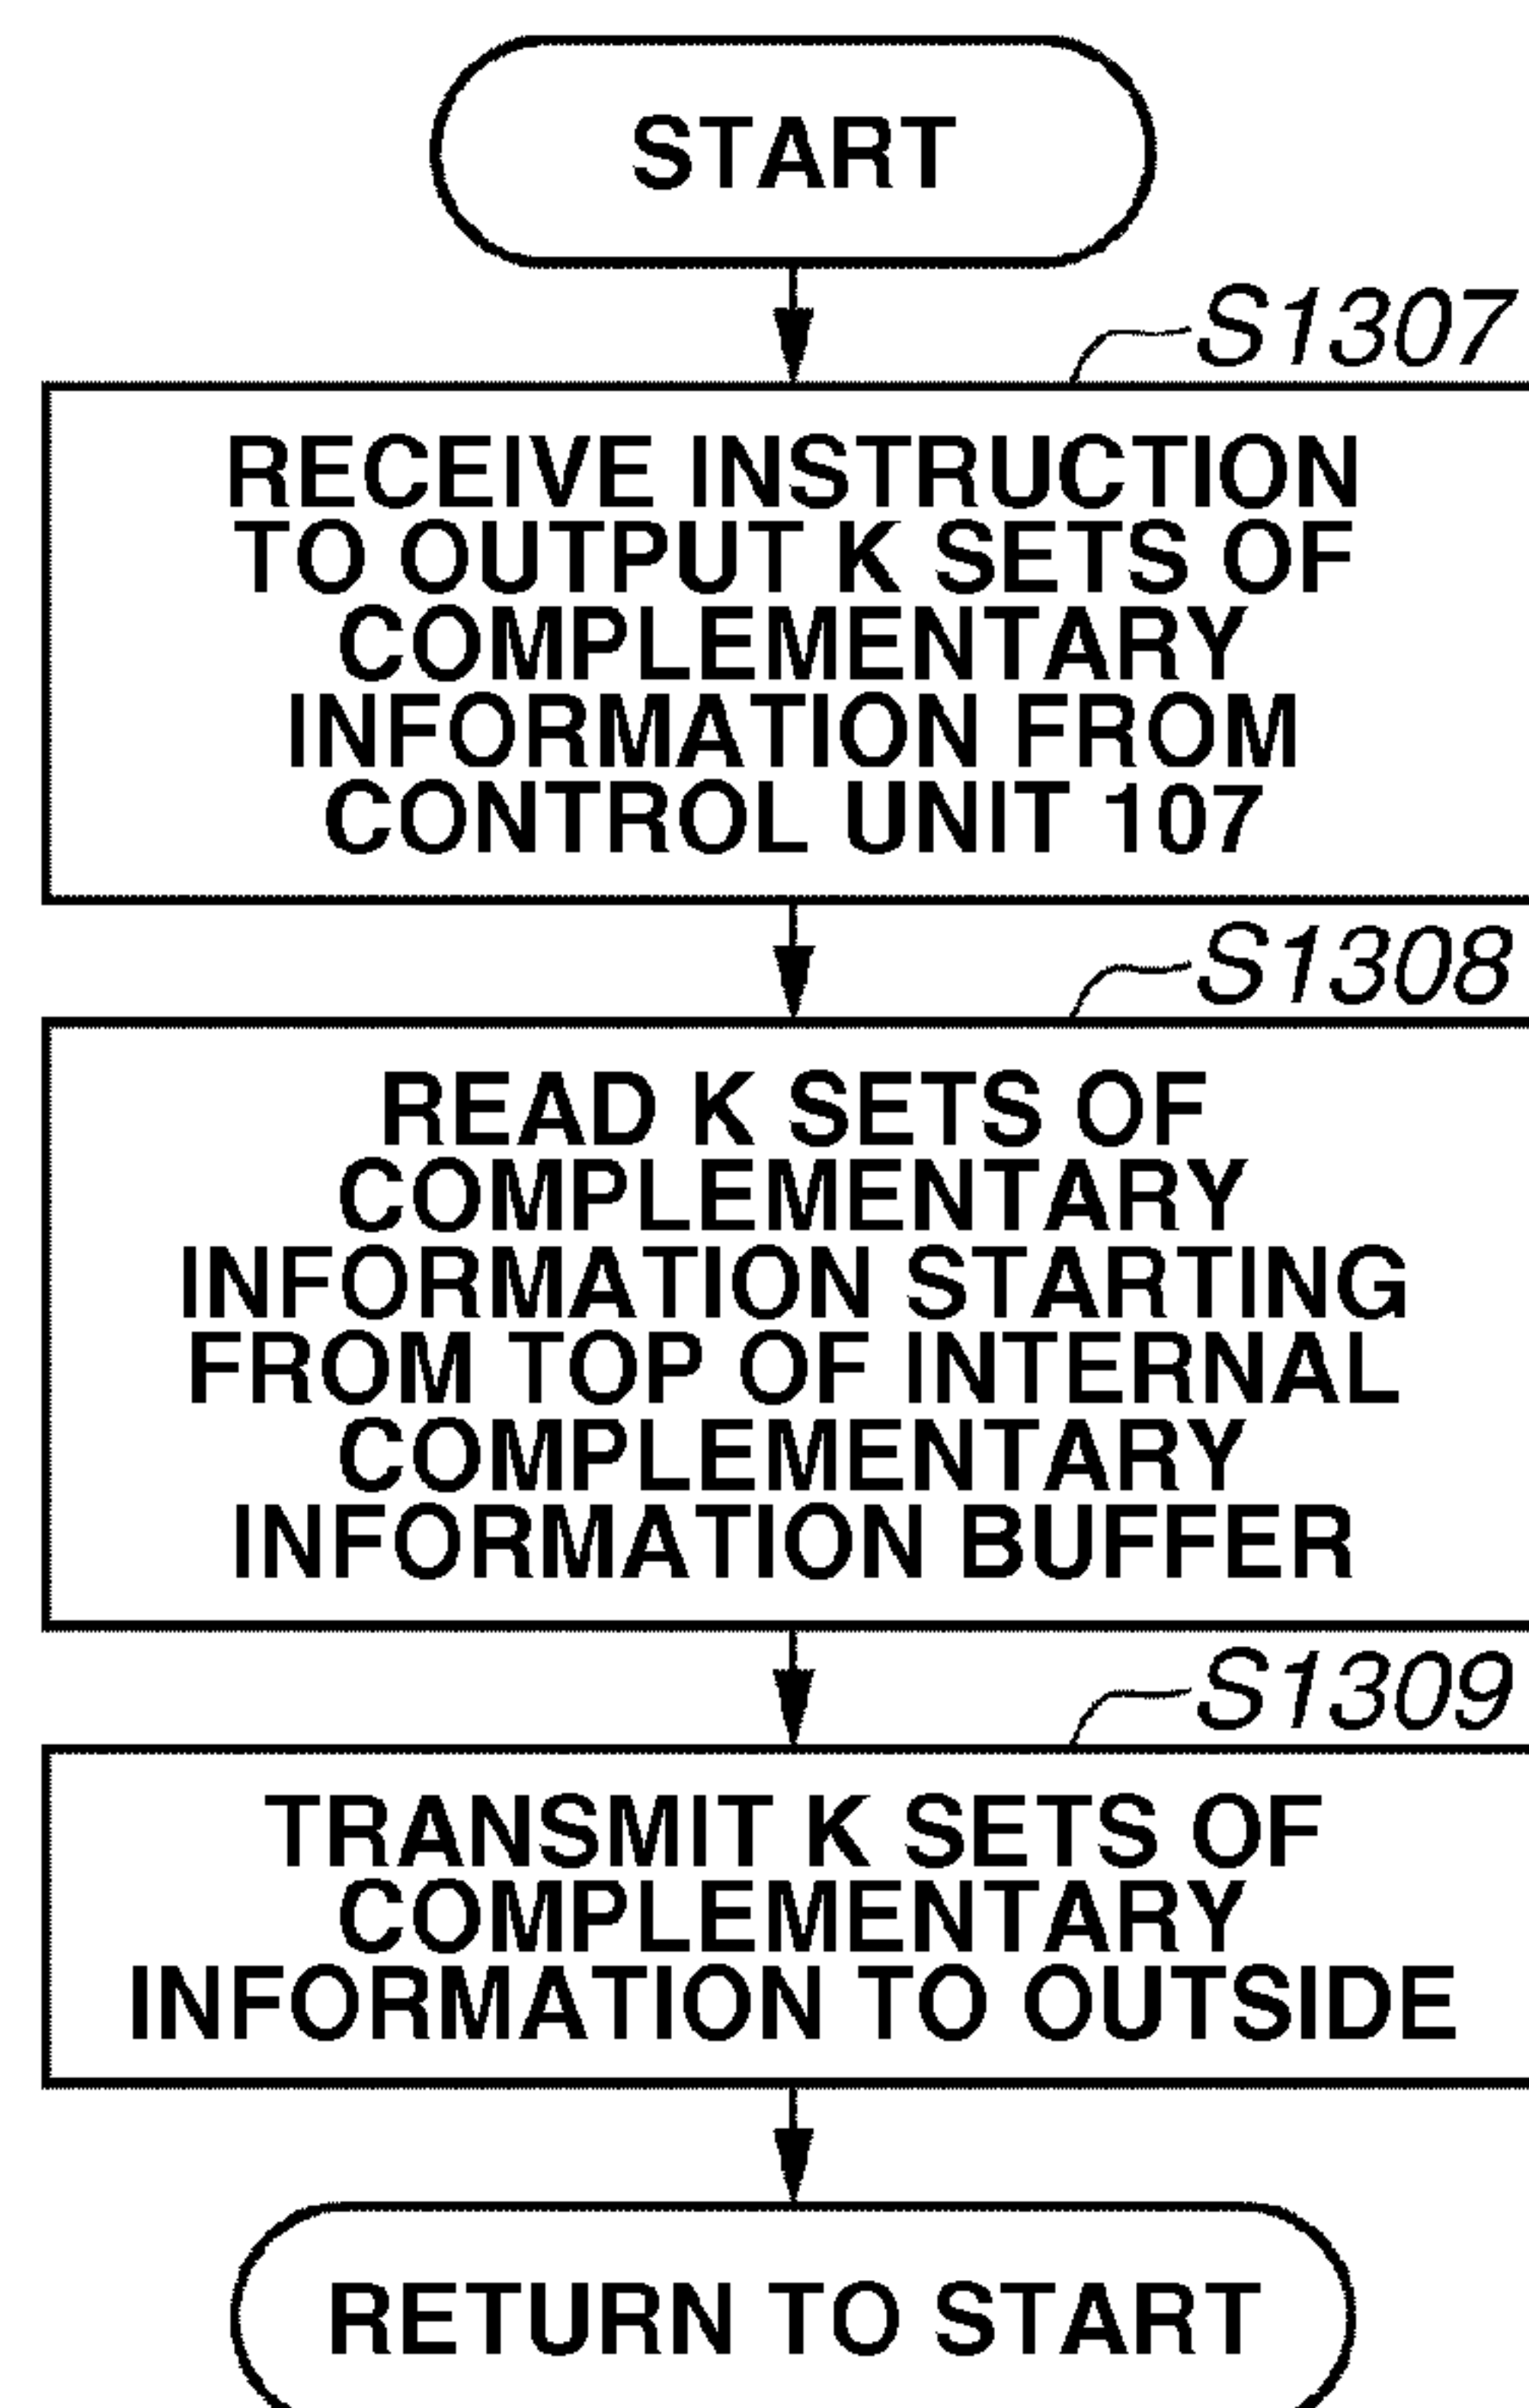 START
S1307
RECEIVE INSTRUCTION
TO OUTPUT K SETS OF
COMPLEMENTARY
INFORMATION FROM
CONTROL UNIT 107
S1308
READ K SETS OF
COMPLEMENTARY
INFORMATION STARTING
FROM TOP OF INTERNAL
COMPLEMENTARY
INFORMATION BUFFER
S1309
TRANSMIT K SETS OF
COMPLEMENTARY
INFORMATION TO OUTSIDE
RETURN TO START